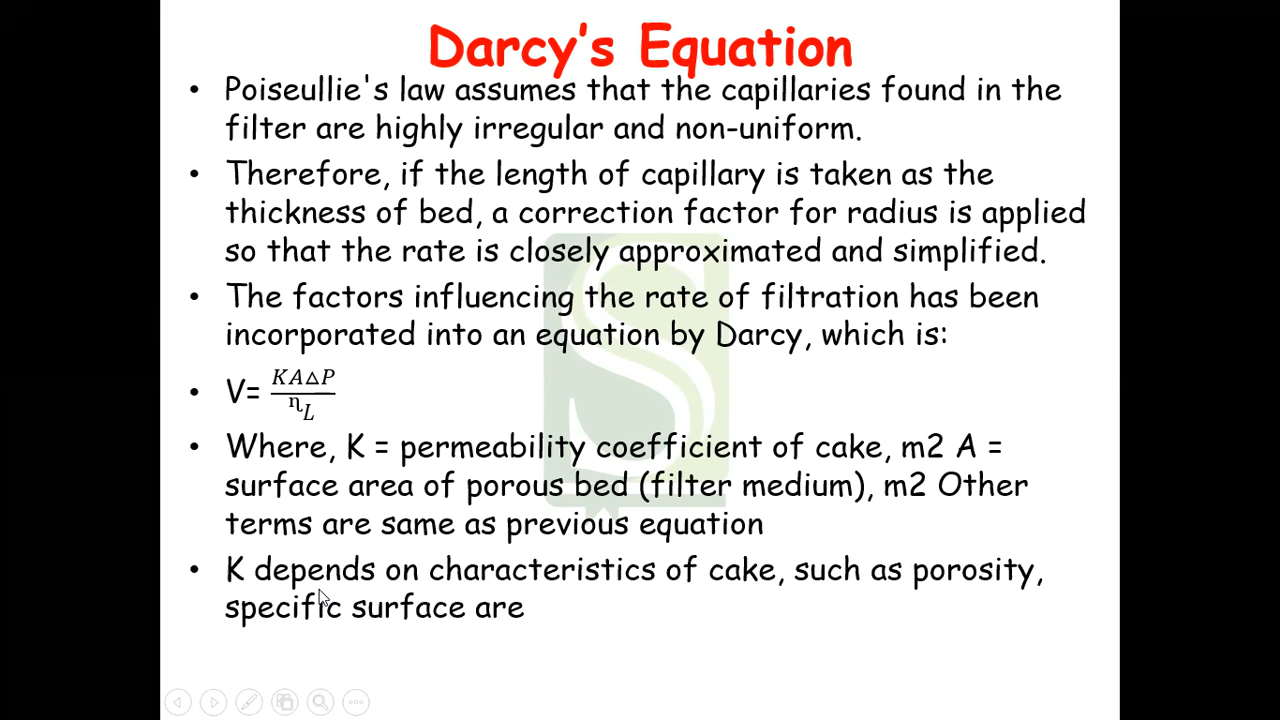 Darcy's Equation
• Poiseullie's law assumes that the capillaries found in the
filter are highly irregular and non-uniform.
• Therefore, if the length of capillary is taken as the
thickness of bed, a correction factor for radius is applied
so that the rate is closely approximated and simplified.
• The factors influencing the rate of filtration has been
incorporated into an equation by Darcy, which is:
• V= KA△P / ηL
• Where, K = permeability coefficient of cake, m2 A =
surface area of porous bed (filter medium), m2 Other
terms are same as previous equation
• K depends on characteristics of cake, such as porosity,
specific surface are